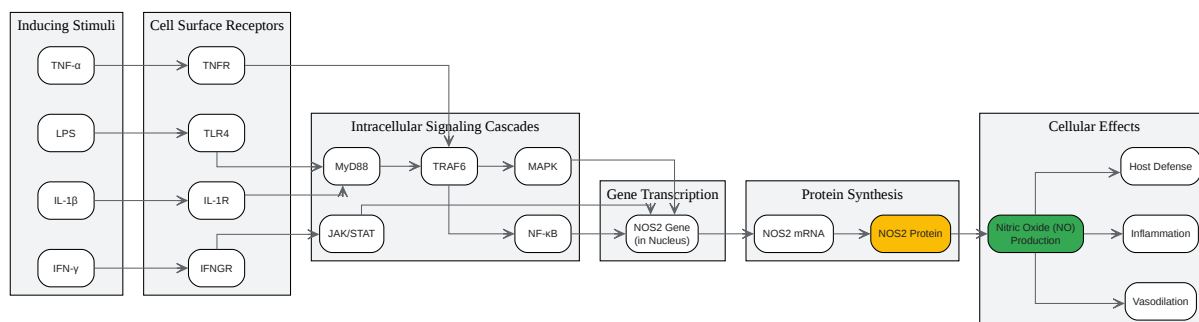 Inducing Stimuli
TNF-α
LPS
IL-1β
IFN-γ
Cell Surface Receptors
TNFR
TLR4
IL-1R
IFNGR
Intracellular Signaling Cascades
MyD88
TRAF6
MAPK
JAK/STAT
NF-κB
Gene Transcription
NOS2 Gene
(in Nucleus)
Protein Synthesis
NOS2 mRNA
NOS2 Protein
Cellular Effects
Nitric Oxide (NO)
Production
Host Defense
Inflammation
Vasodilation